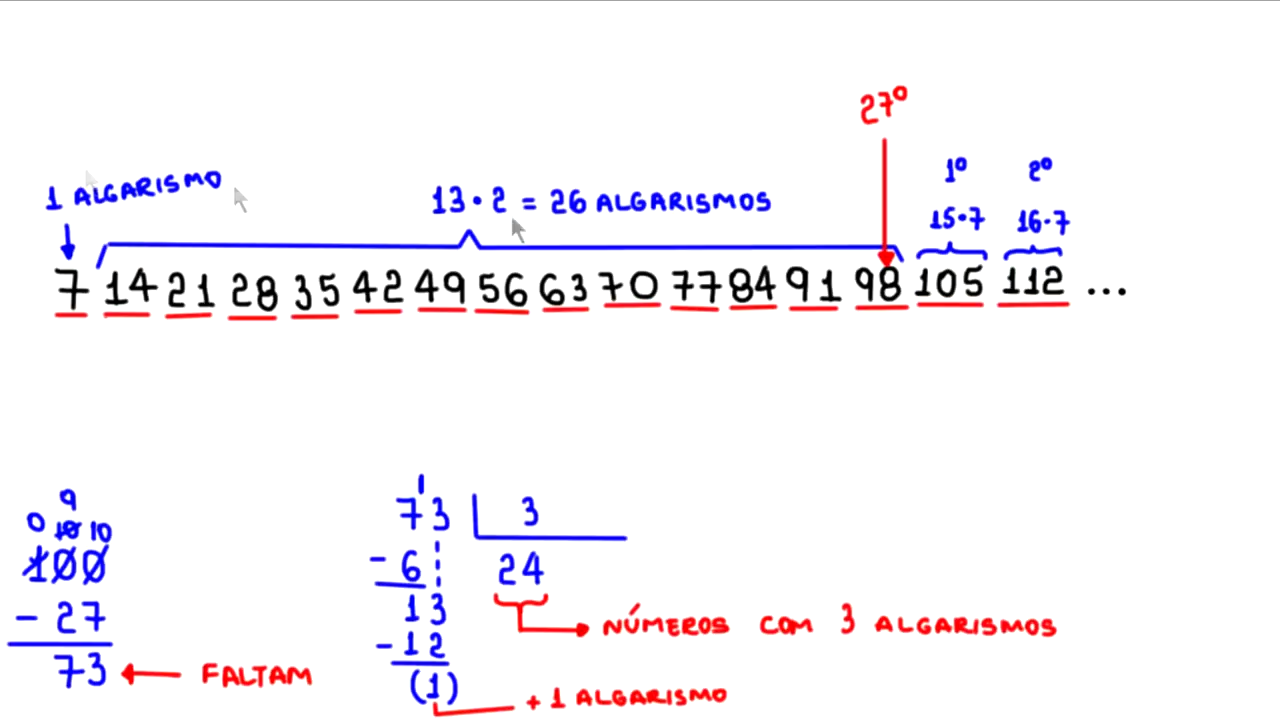 27º
1 ALGARISMO
13 · 2 = 26 ALGARISMOS
1º 2º
15·7 16·7
7 14 21 28 35 42 49 56 63 70 77 84 91 98 105 112 ...
9
0 10 10
100
- 27
73 FALTAM
1
73 3
- 6 24
13 NÚMEROS COM 3 ALGARISMOS
- 12
(1) + 1 ALGARISMO